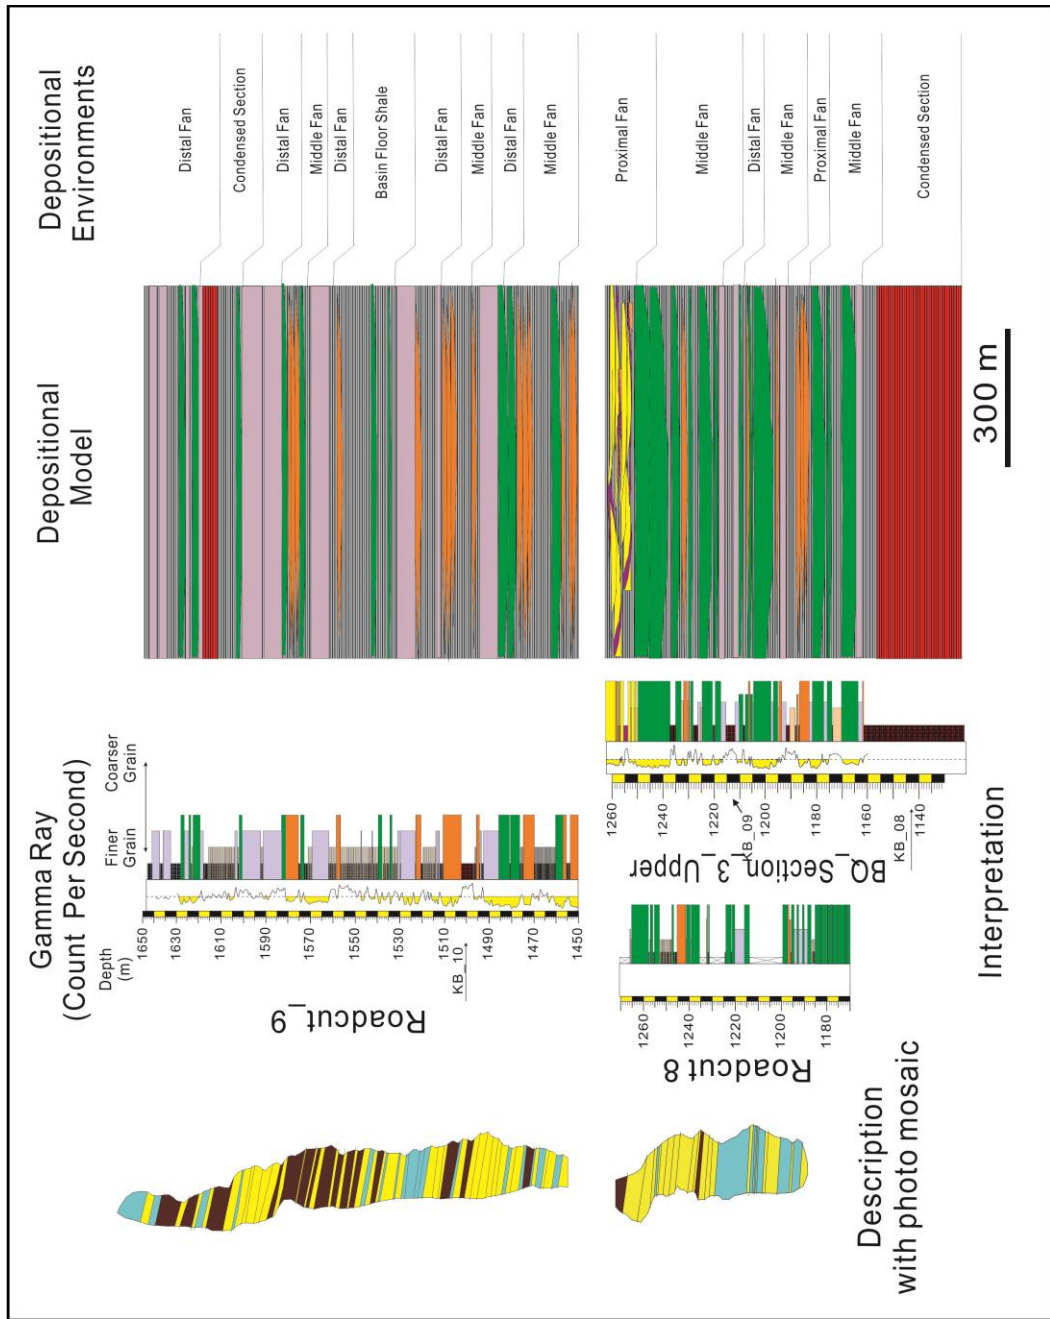 Depositional
Environments
Distal Fan
Condensed Section
Distal Fan
Middle Fan
Distal Fan
Basin Floor Shale
Distal Fan
Middle Fan
Distal Fan
Middle Fan
Proximal Fan
Middle Fan
Distal Fan
Middle Fan
Proximal Fan
Middle Fan
Condensed Section
Depositional
Model
300 m
Gamma Ray
(Count Per Second)
Coarser
Grain
Finer
Grain
Depth
(m)
1650
1630
1610
1590
1570
1550
1530
1510
1490
1470
1450
KB_10
Roadcut_9
1260
1240
1220
1200
1180
1160
1140
KB_09
KB_08
BQ_Section_3_Upper
1260
1240
1220
1200
1180
Roadcut 8
Interpretation
Description
with photo mosaic